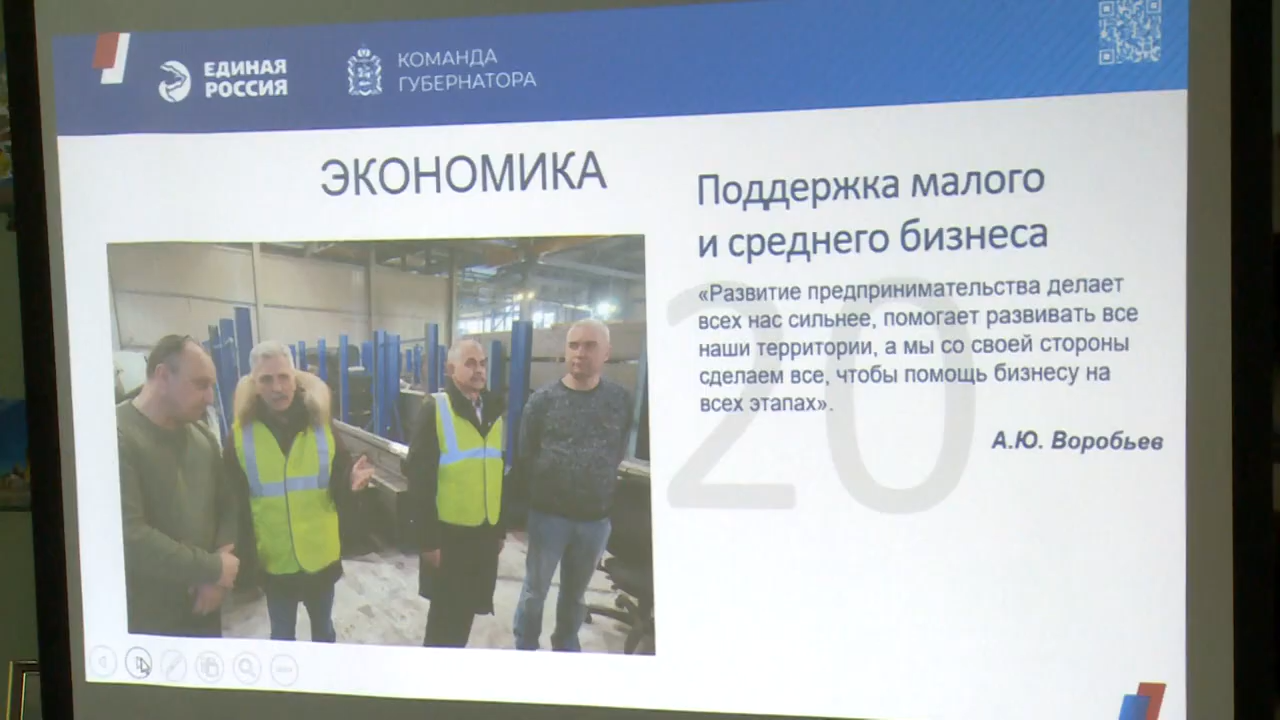 ЕДИНАЯ
РОССИЯ
КОМАНДА
ГУБЕРНАТОРА
ЭКОНОМИКА
Поддержка малого
и среднего бизнеса
20
«Развитие предпринимательства делает
всех нас сильнее, помогает развивать все
наши территории, а мы со своей стороны
сделаем все, чтобы помощь бизнесу на
всех этапах».
А.Ю. Воробьев